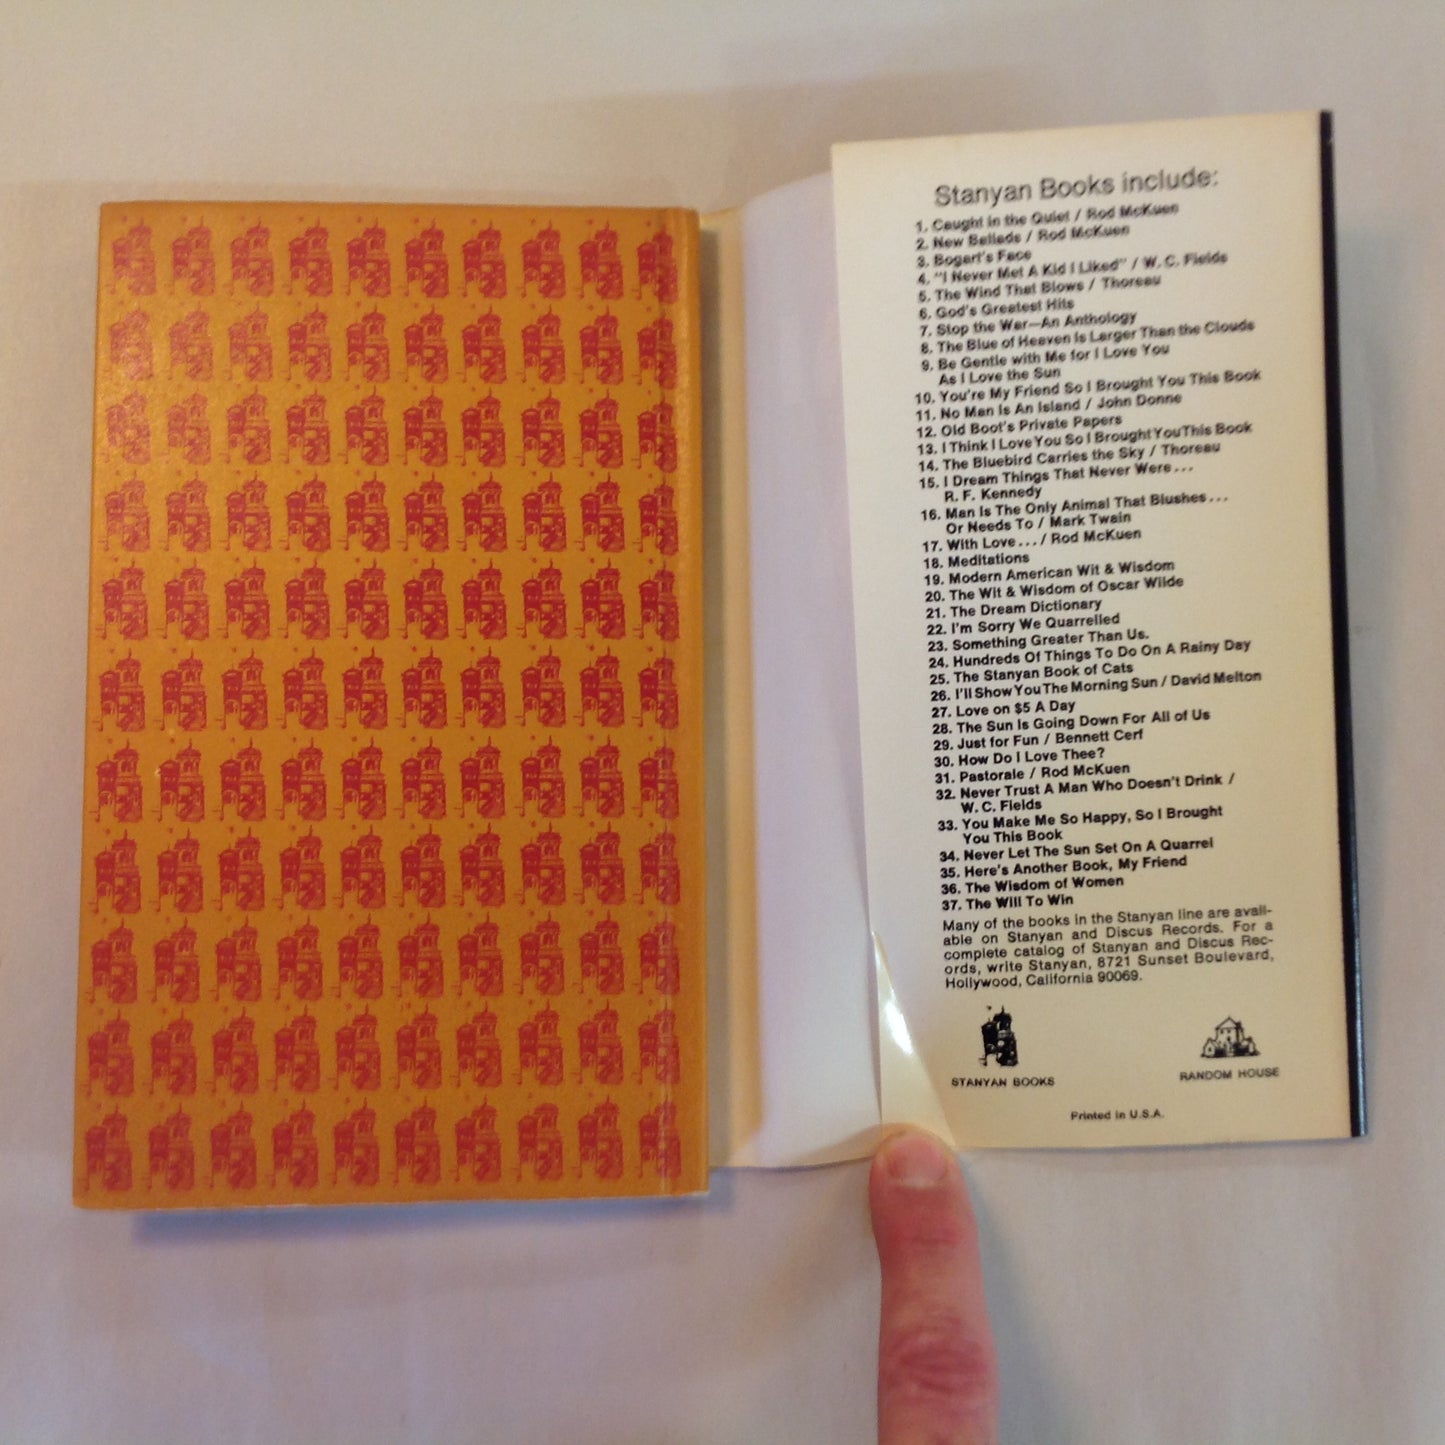 Stanyan Books include:
1. Caught in the Quiet / Rod McKuen
2. New Ballads / Rod McKuen
3. Bogart's Face
4. "I Never Met A Kid I Liked" / W. C. Fields
5. The Wind That Blows / Thoreau
6. God's Greatest Hits
7. Stop the War—An Anthology
8. The Blue of Heaven Is Larger Than the Clouds
9. Be Gentle with Me for I Love You
As I Love the Sun
10. You're My Friend So I Brought You This Book
11. No Man Is An Island / John Donne
12. Old Boot's Private Papers
13. I Think I Love You So I Brought You This Book
14. The Bluebird Carries the Sky / Thoreau
15. I Dream Things That Never Were...
R. F. Kennedy
16. Man Is The Only Animal That Blushes...
Or Needs To / Mark Twain
17. With Love... / Rod McKuen
18. Meditations
19. Modern American Wit & Wisdom
20. The Wit & Wisdom of Oscar Wilde
21. The Dream Dictionary
22. I'm Sorry We Quarrelled
23. Something Greater Than Us.
24. Hundreds Of Things To Do On A Rainy Day
25. The Stanyan Book of Cats
26. I'll Show You The Morning Sun / David Melton
27. Love on $5 A Day
28. The Sun Is Going Down For All of Us
29. Just for Fun / Bennett Cerf
30. How Do I Love Thee?
31. Pastorale / Rod McKuen
32. Never Trust A Man Who Doesn't Drink /
W. C. Fields
33. You Make Me So Happy, So I Brought
You This Book
34. Never Let The Sun Set On A Quarrel
35. Here's Another Book, My Friend
36. The Wisdom of Women
37. The Will To Win
Many of the books in the Stanyan line are avail-
able on Stanyan and Discus Records. For a
complete catalog of Stanyan and Discus Rec-
ords, write Stanyan, 8721 Sunset Boulevard,
Hollywood, California 90069.
STANYAN BOOKS
RANDOM HOUSE
Printed in U.S.A.